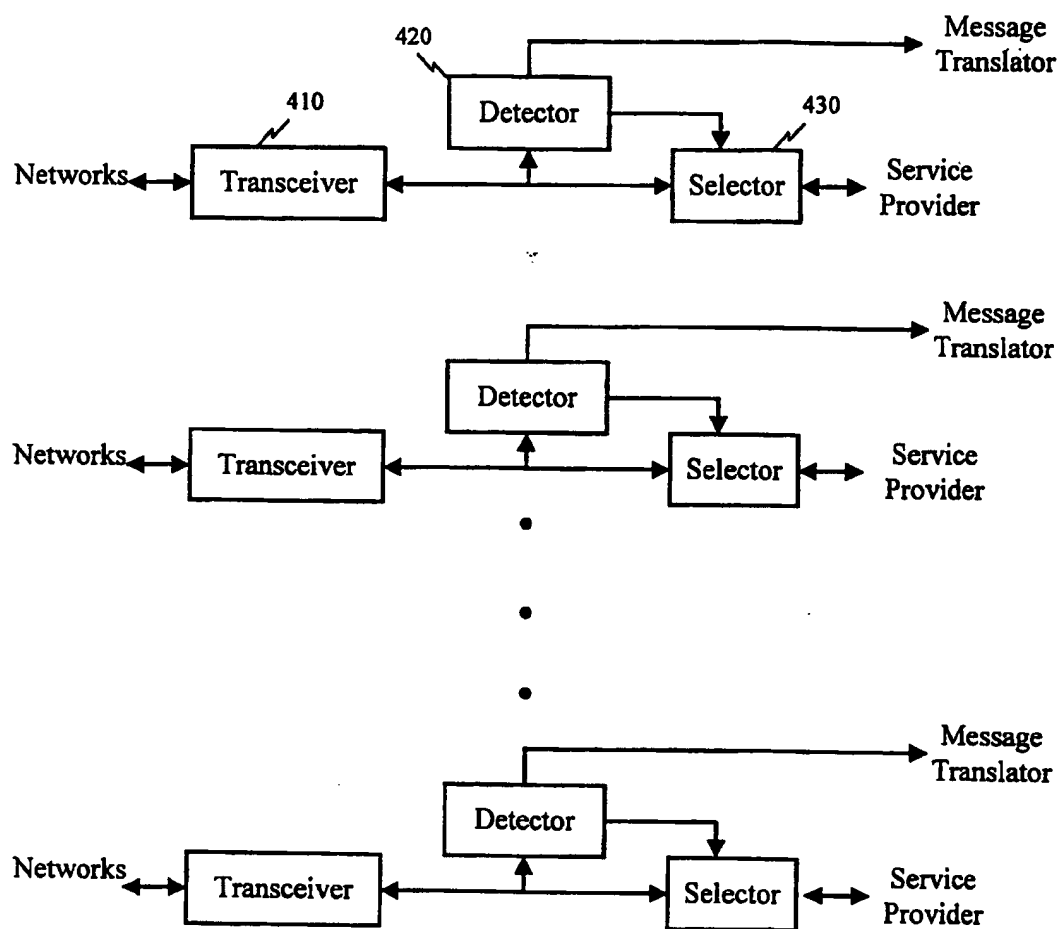 420
Message
Translator
Detector
410
430
Networks
Transceiver
Selector
Service
Provider
Message
Translator
Detector
Networks
Transceiver
Selector
Service
Provider
Message
Translator
Detector
Networks
Transceiver
Selector
Service
Provider